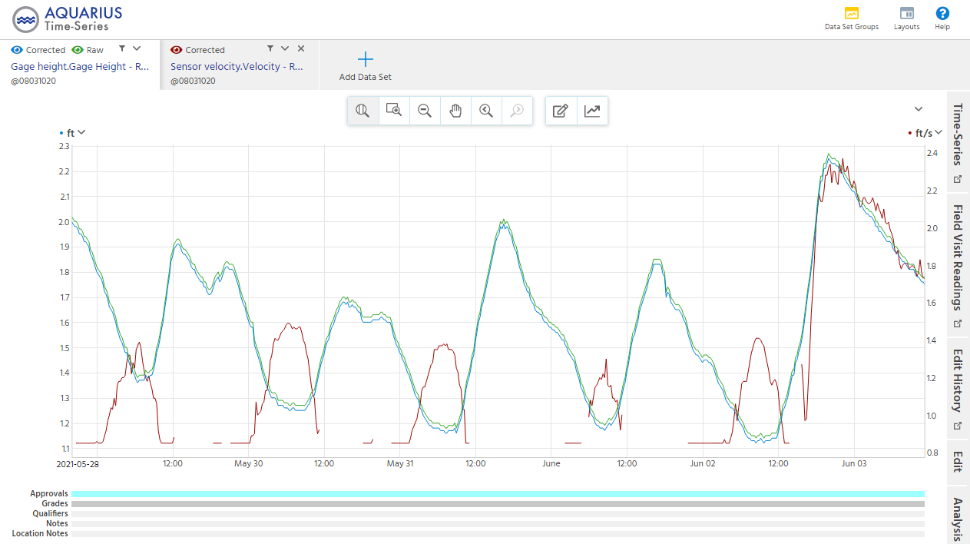 AQUARIUS
Time-Series
Data Set Groups
Layouts
Help
Corrected Raw
Gage height.Gage Height - R...
@08031020
Corrected
Sensor velocity.Velocity - R...
@08031020
Add Data Set
ft
ft/s
2.3
2.2
2.1
2.0
1.9
1.8
1.7
1.6
1.5
1.4
1.3
1.2
1.1
2.4
2.2
2.0
1.8
1.6
1.4
1.2
1.0
0.8
2021-05-28
12:00
May 30
12:00
May 31
12:00
June
12:00
Jun 02
12:00
Jun 03
Approvals
Grades
Qualifiers
Notes
Location Notes
Time-Series
Field Visit Readings
Edit History
Edit
Analysis